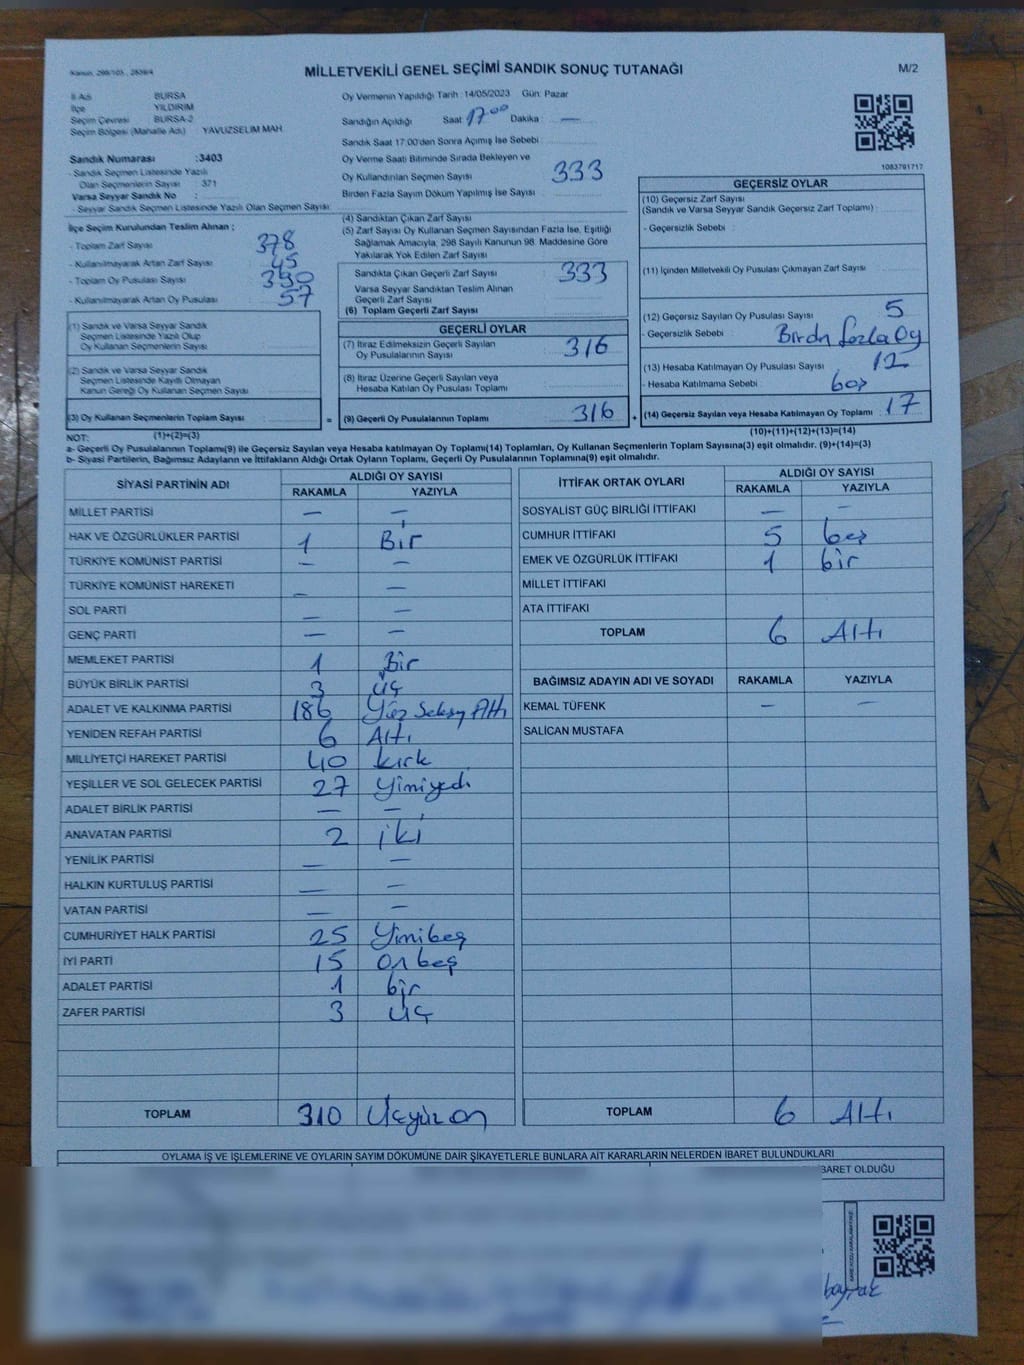 Kanun, 298/103 , 2839/4
MİLLETVEKİLİ GENEL SEÇİMİ SANDIK SONUÇ TUTANAĞI
M/2
İl Adı BURSA
İlçe YILDIRIM
Seçim Çevresi BURSA-2
Seçim Bölgesi (Mahalle Adı) : YAVUZSELİM MAH.
Sandık Numarası :3403
- Sandık Seçmen Listesinde Yazılı
Olan Seçmenlerin Sayısı : 371
Varsa Seyyar Sandık No :
- Seyyar Sandık Seçmen Listesinde Yazılı Olan Seçmen Sayısı:
Oy Vermenin Yapıldığı Tarih : 14/05/2023 Gün: Pazar
Sandığın Açıldığı Saat 17:00 Dakika : —
Sandık Saat 17:00'den Sonra Açılmış İse Sebebi :
Oy Verme Saati Bitiminde Sırada Bekleyen ve
Oy Kullandırılan Seçmen Sayısı 333
Birden Fazla Sayım Döküm Yapılmış İse Sayısı :
1083791717
İlçe Seçim Kurulundan Teslim Alınan ;
- Toplam Zarf Sayısı 378
- Kullanılmayarak Artan Zarf Sayısı : 45
- Toplam Oy Pusulası Sayısı : 390
- Kullanılmayarak Artan Oy Pusulası : 57
(4) Sandıktan Çıkan Zarf Sayısı
(5) Zarf Sayısı Oy Kullanan Seçmen Sayısından Fazla İse, Eşitliği
Sağlamak Amacıyla, 298 Sayılı Kanunun 98. Maddesine Göre
Yakılarak Yok Edilen Zarf Sayısı
Sandıkta Çıkan Geçerli Zarf Sayısı : 333
Varsa Seyyar Sandıktan Teslim Alınan
Geçerli Zarf Sayısı
(6) Toplam Geçerli Zarf Sayısı :
GEÇERSİZ OYLAR
(10) Geçersiz Zarf Sayısı
(Sandık ve Varsa Seyyar Sandık Geçersiz Zarf Toplamı) :
- Geçersizlik Sebebi :
(11) İçinden Milletvekili Oy Pusulası Çıkmayan Zarf Sayısı
(12) Geçersiz Sayılan Oy Pusulası Sayısı : 5
- Geçersizlik Sebebi : Birdn fazla oy
(13) Hesaba Katılmayan Oy Pusulası Sayısı : 12
- Hesaba Katılmama Sebebi : boş
(14) Geçersiz Sayılan veya Hesaba Katılmayan Oy Toplamı : 17
(10)+(11)+(12)+(13)=(14)
(1) Sandık ve Varsa Seyyar Sandık
Seçmen Listesinde Yazılı Olup
Oy Kullanan Seçmenlerin Sayısı :
(2) Sandık ve Varsa Seyyar Sandık
Seçmen Listesinde Kayıtlı Olmayan
Kanun Gereği Oy Kullanan Seçmen Sayısı :
(3) Oy Kullanan Seçmenlerin Toplam Sayısı : =
(1)+(2)=(3)
GEÇERLİ OYLAR
(7) İtiraz Edilmeksizin Geçerli Sayılan
Oy Pusulalarının Sayısı : 316
(8) İtiraz Üzerine Geçerli Sayılan veya
Hesaba Katılan Oy Pusulası Toplamı :
(9) Geçerli Oy Pusulalarının Toplamı : 316 +
NOT:
a- Geçerli Oy Pusulalarının Toplamı(9) ile Geçersiz Sayılan veya Hesaba katılmayan Oy Toplamı(14) Toplamları, Oy Kullanan Seçmenlerin Toplam Sayısına(3) eşit olmalıdır. (9)+(14)=(3)
b- Siyasi Partilerin, Bağımsız Adayların ve İttifakların Aldığı Ortak Oyların Toplamı, Geçerli Oy Pusulalarının Toplamına(9) eşit olmalıdır.
SİYASİ PARTİNİN ADI ALDIĞI OY SAYISI
RAKAMLA YAZIYLA
MİLLET PARTİSİ — —
HAK VE ÖZGÜRLÜKLER PARTİSİ 1 Bir
TÜRKİYE KOMÜNİST PARTİSİ — —
TÜRKİYE KOMÜNİST HAREKETİ — —
SOL PARTİ — —
GENÇ PARTİ — —
MEMLEKET PARTİSİ 1 Bir
BÜYÜK BİRLİK PARTİSİ 3 üç
ADALET VE KALKINMA PARTİSİ 186 Yüz Seksen Altı
YENİDEN REFAH PARTİSİ 6 Altı
MİLLİYETÇİ HAREKET PARTİSİ 40 kırk
YEŞİLLER VE SOL GELECEK PARTİSİ 27 Yimiyedi
ADALET BİRLİK PARTİSİ — —
ANAVATAN PARTİSİ 2 iki
YENİLİK PARTİSİ — —
HALKIN KURTULUŞ PARTİSİ — —
VATAN PARTİSİ — —
CUMHURİYET HALK PARTİSİ 25 Yimibeş
İYİ PARTİ 15 On beş
ADALET PARTİSİ 1 bir
ZAFER PARTİSİ 3 üç
TOPLAM 310 Üçyüz on
İTTİFAK ORTAK OYLARI ALDIĞI OY SAYISI
RAKAMLA YAZIYLA
SOSYALİST GÜÇ BİRLİĞİ İTTİFAKI — —
CUMHUR İTTİFAKI 5 beş
EMEK VE ÖZGÜRLÜK İTTİFAKI 1 bir
MİLLET İTTİFAKI
ATA İTTİFAKI
TOPLAM 6 Altı
BAĞIMSIZ ADAYIN ADI VE SOYADI RAKAMLA YAZIYLA
KEMAL TÜFENK — —
SALİCAN MUSTAFA
TOPLAM 6 Altı
OYLAMA İŞ VE İŞLEMLERİNE VE OYLARIN SAYIM DÖKÜMÜNE DAİR ŞİKAYETLERLE BUNLARA AİT KARARLARIN NELERDEN İBARET BULUNDUKLARI
BARET OLDUĞU
bayrak